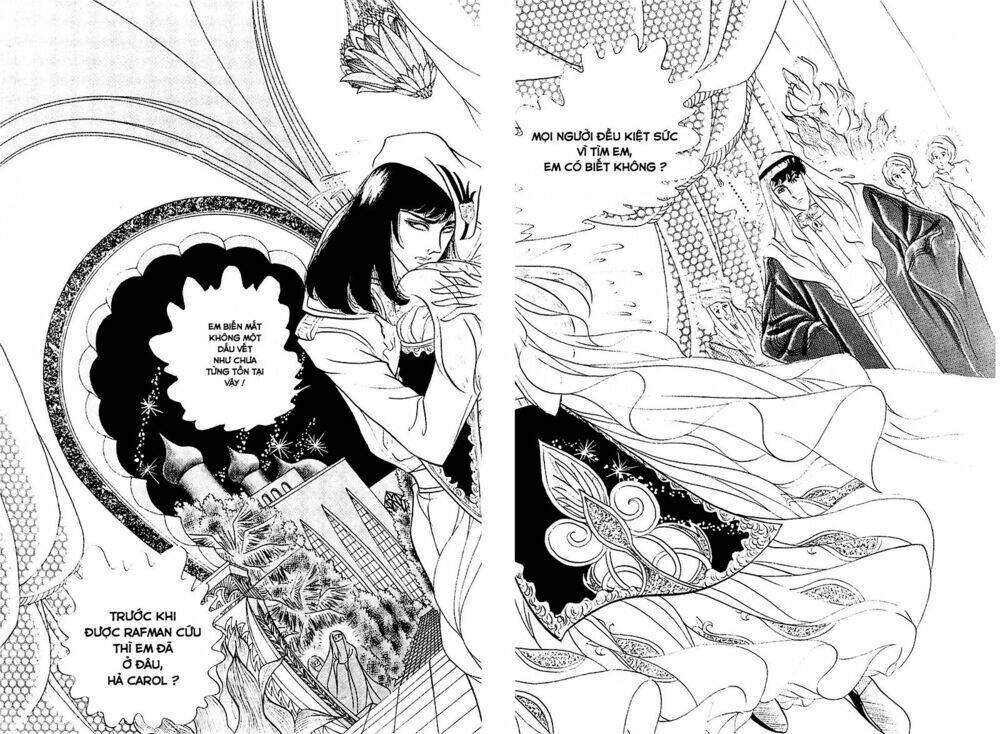 MỌI NGƯỜI ĐỀU KIỆT SỨC
VÌ TÌM EM,
EM CÓ BIẾT KHÔNG ?
EM BIẾN MẤT
KHÔNG MỘT
DẤU VẾT
NHƯ CHƯA
TỪNG TỒN TẠI
VẬY !
TRƯỚC KHI
ĐƯỢC RAFMAN CỨU
THÌ EM ĐÃ
Ở ĐÂU,
HẢ CAROL ?